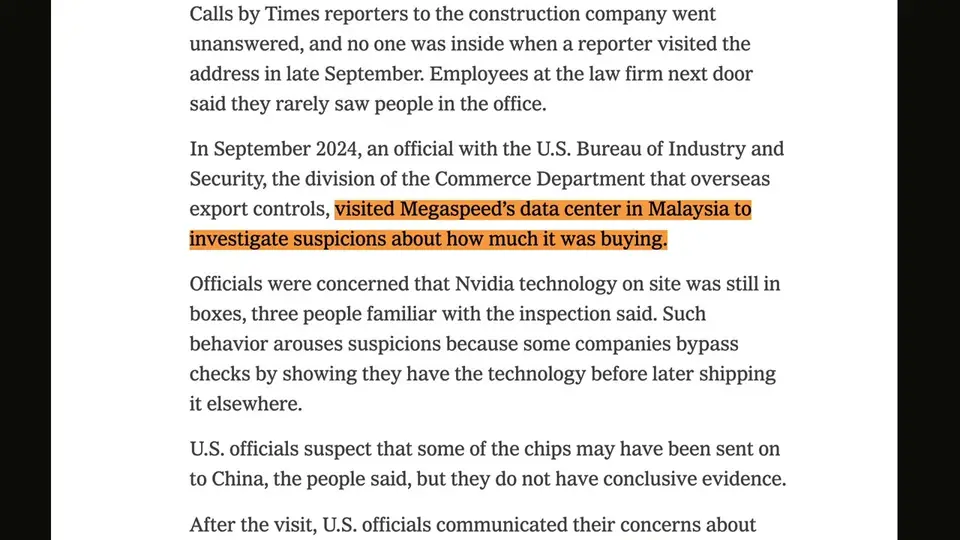 Calls by Times reporters to the construction company went
unanswered, and no one was inside when a reporter visited the
address in late September. Employees at the law firm next door
said they rarely saw people in the office.
In September 2024, an official with the U.S. Bureau of Industry and
Security, the division of the Commerce Department that overseas
export controls, visited Megaspeed’s data center in Malaysia to
investigate suspicions about how much it was buying.
Officials were concerned that Nvidia technology on site was still in
boxes, three people familiar with the inspection said. Such
behavior arouses suspicions because some companies bypass
checks by showing they have the technology before later shipping
it elsewhere.
U.S. officials suspect that some of the chips may have been sent on
to China, the people said, but they do not have conclusive evidence.
After the visit, U.S. officials communicated their concerns about